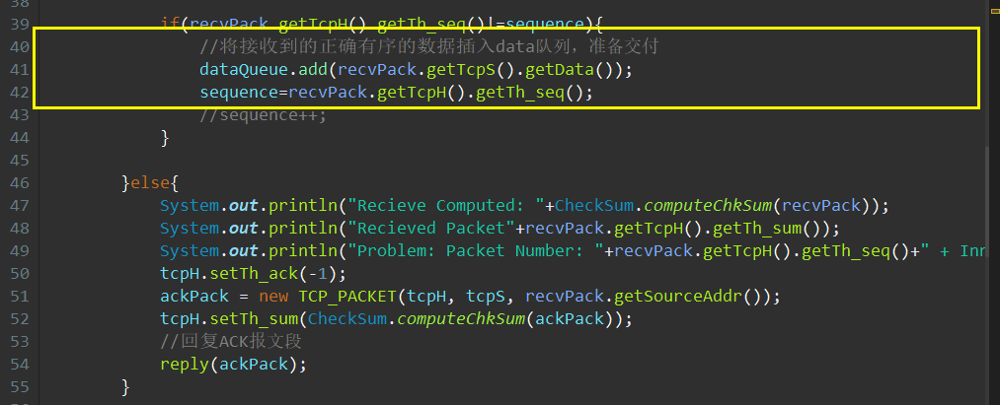 38
39 if(recvPack.getTcpH().getTh_seq()!=sequence){
40 //将接收到的正确有序的数据插入data队列，准备交付
41 dataQueue.add(recvPack.getTcpS().getData());
42 sequence=recvPack.getTcpH().getTh_seq();
43 //sequence++;
44 }
45
46 }else{
47 System.out.println("Recieve Computed: "+CheckSum.computeChkSum(recvPack));
48 System.out.println("Recieved Packet"+recvPack.getTcpH().getTh_sum());
49 System.out.println("Problem: Packet Number: "+recvPack.getTcpH().getTh_seq()+" + Inn
50 tcpH.setTh_ack(-1);
51 ackPack = new TCP_PACKET(tcpH, tcpS, recvPack.getSourceAddr());
52 tcpH.setTh_sum(CheckSum.computeChkSum(ackPack));
53 //回复ACK报文段
54 reply(ackPack);
55 }